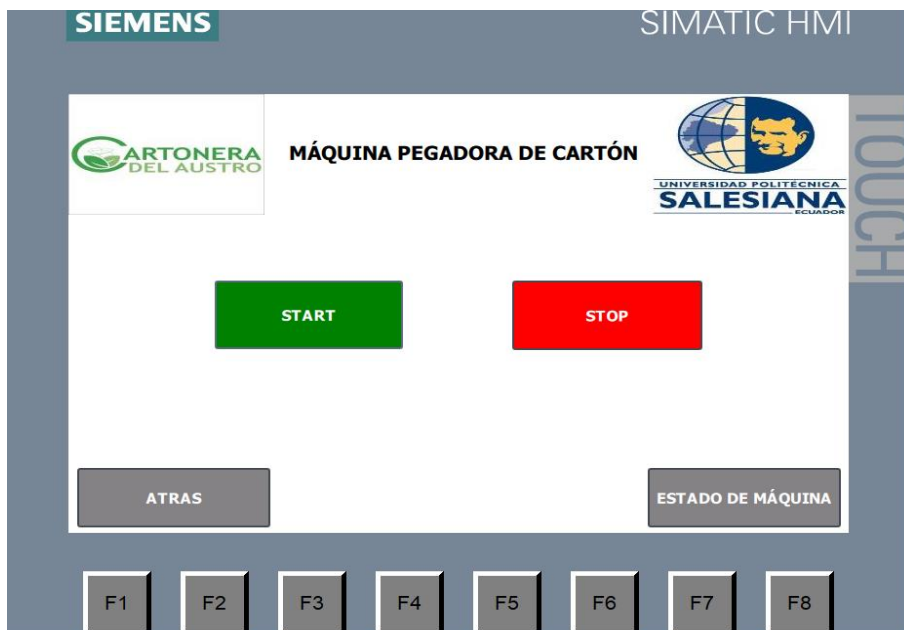 SIEMENS
SIMATIC HMI
TOUCH
CARTONERA
DEL AUSTRO
MÁQUINA PEGADORA DE CARTÓN
UNIVERSIDAD POLITÉCNICA
SALESIANA
ECUADOR
START
STOP
ATRAS
ESTADO DE MÁQUINA
F1 F2 F3 F4 F5 F6 F7 F8